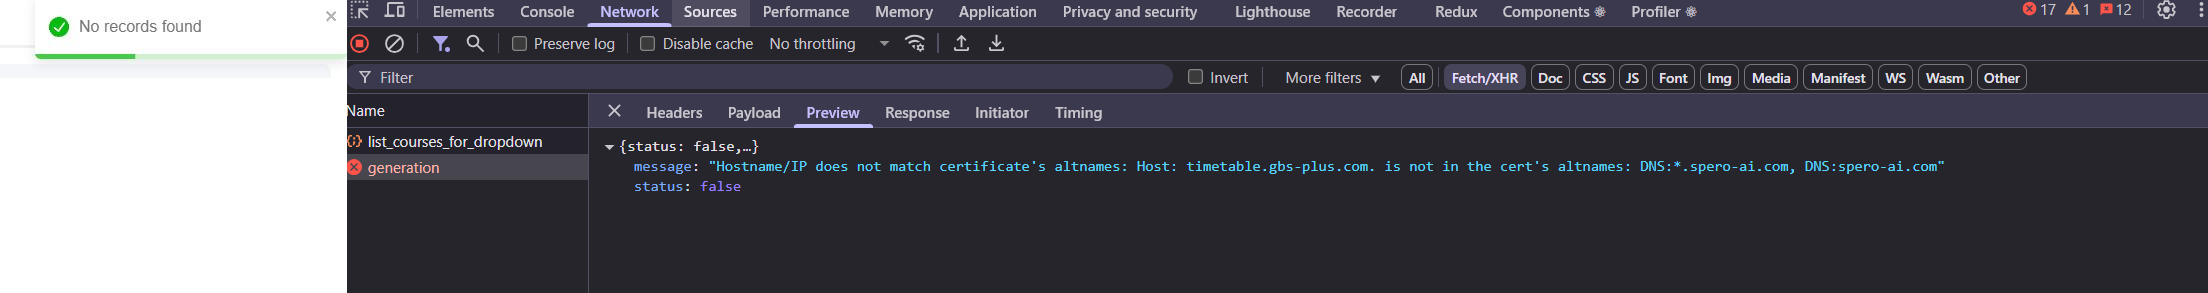 No records found
Elements Console Network Sources Performance Memory Application Privacy and security Lighthouse Recorder Redux Components Profiler 17 1 12
Preserve log Disable cache No throttling
Filter Invert More filters All Fetch/XHR Doc CSS JS Font Img Media Manifest WS Wasm Other
Name Headers Payload Preview Response Initiator Timing
list_courses_for_dropdown
generation
{status: false,…}
message: "Hostname/IP does not match certificate's altnames: Host: timetable.gbs-plus.com. is not in the cert's altnames: DNS:*.spero-ai.com, DNS:spero-ai.com"
status: false